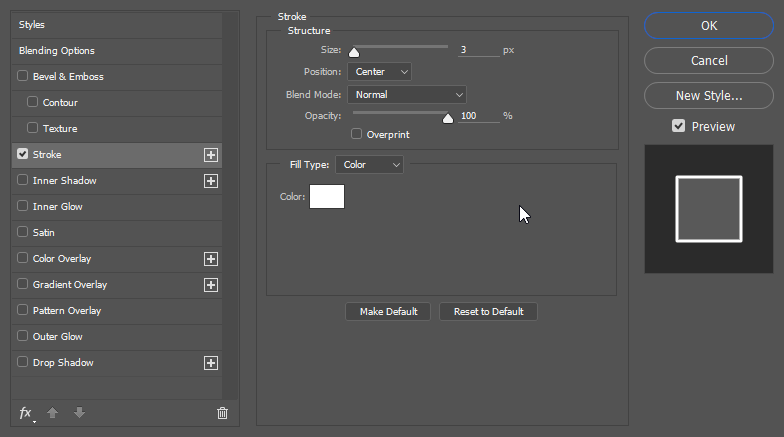 Styles
Blending Options
Bevel & Emboss
Contour
Texture
Stroke
Inner Shadow
Inner Glow
Satin
Color Overlay
Gradient Overlay
Pattern Overlay
Outer Glow
Drop Shadow
fx
Stroke
Structure
Size: 3 px
Position: Center
Blend Mode: Normal
Opacity: 100 %
Overprint
Fill Type: Color
Color:
Make Default Reset to Default
OK
Cancel
New Style...
Preview